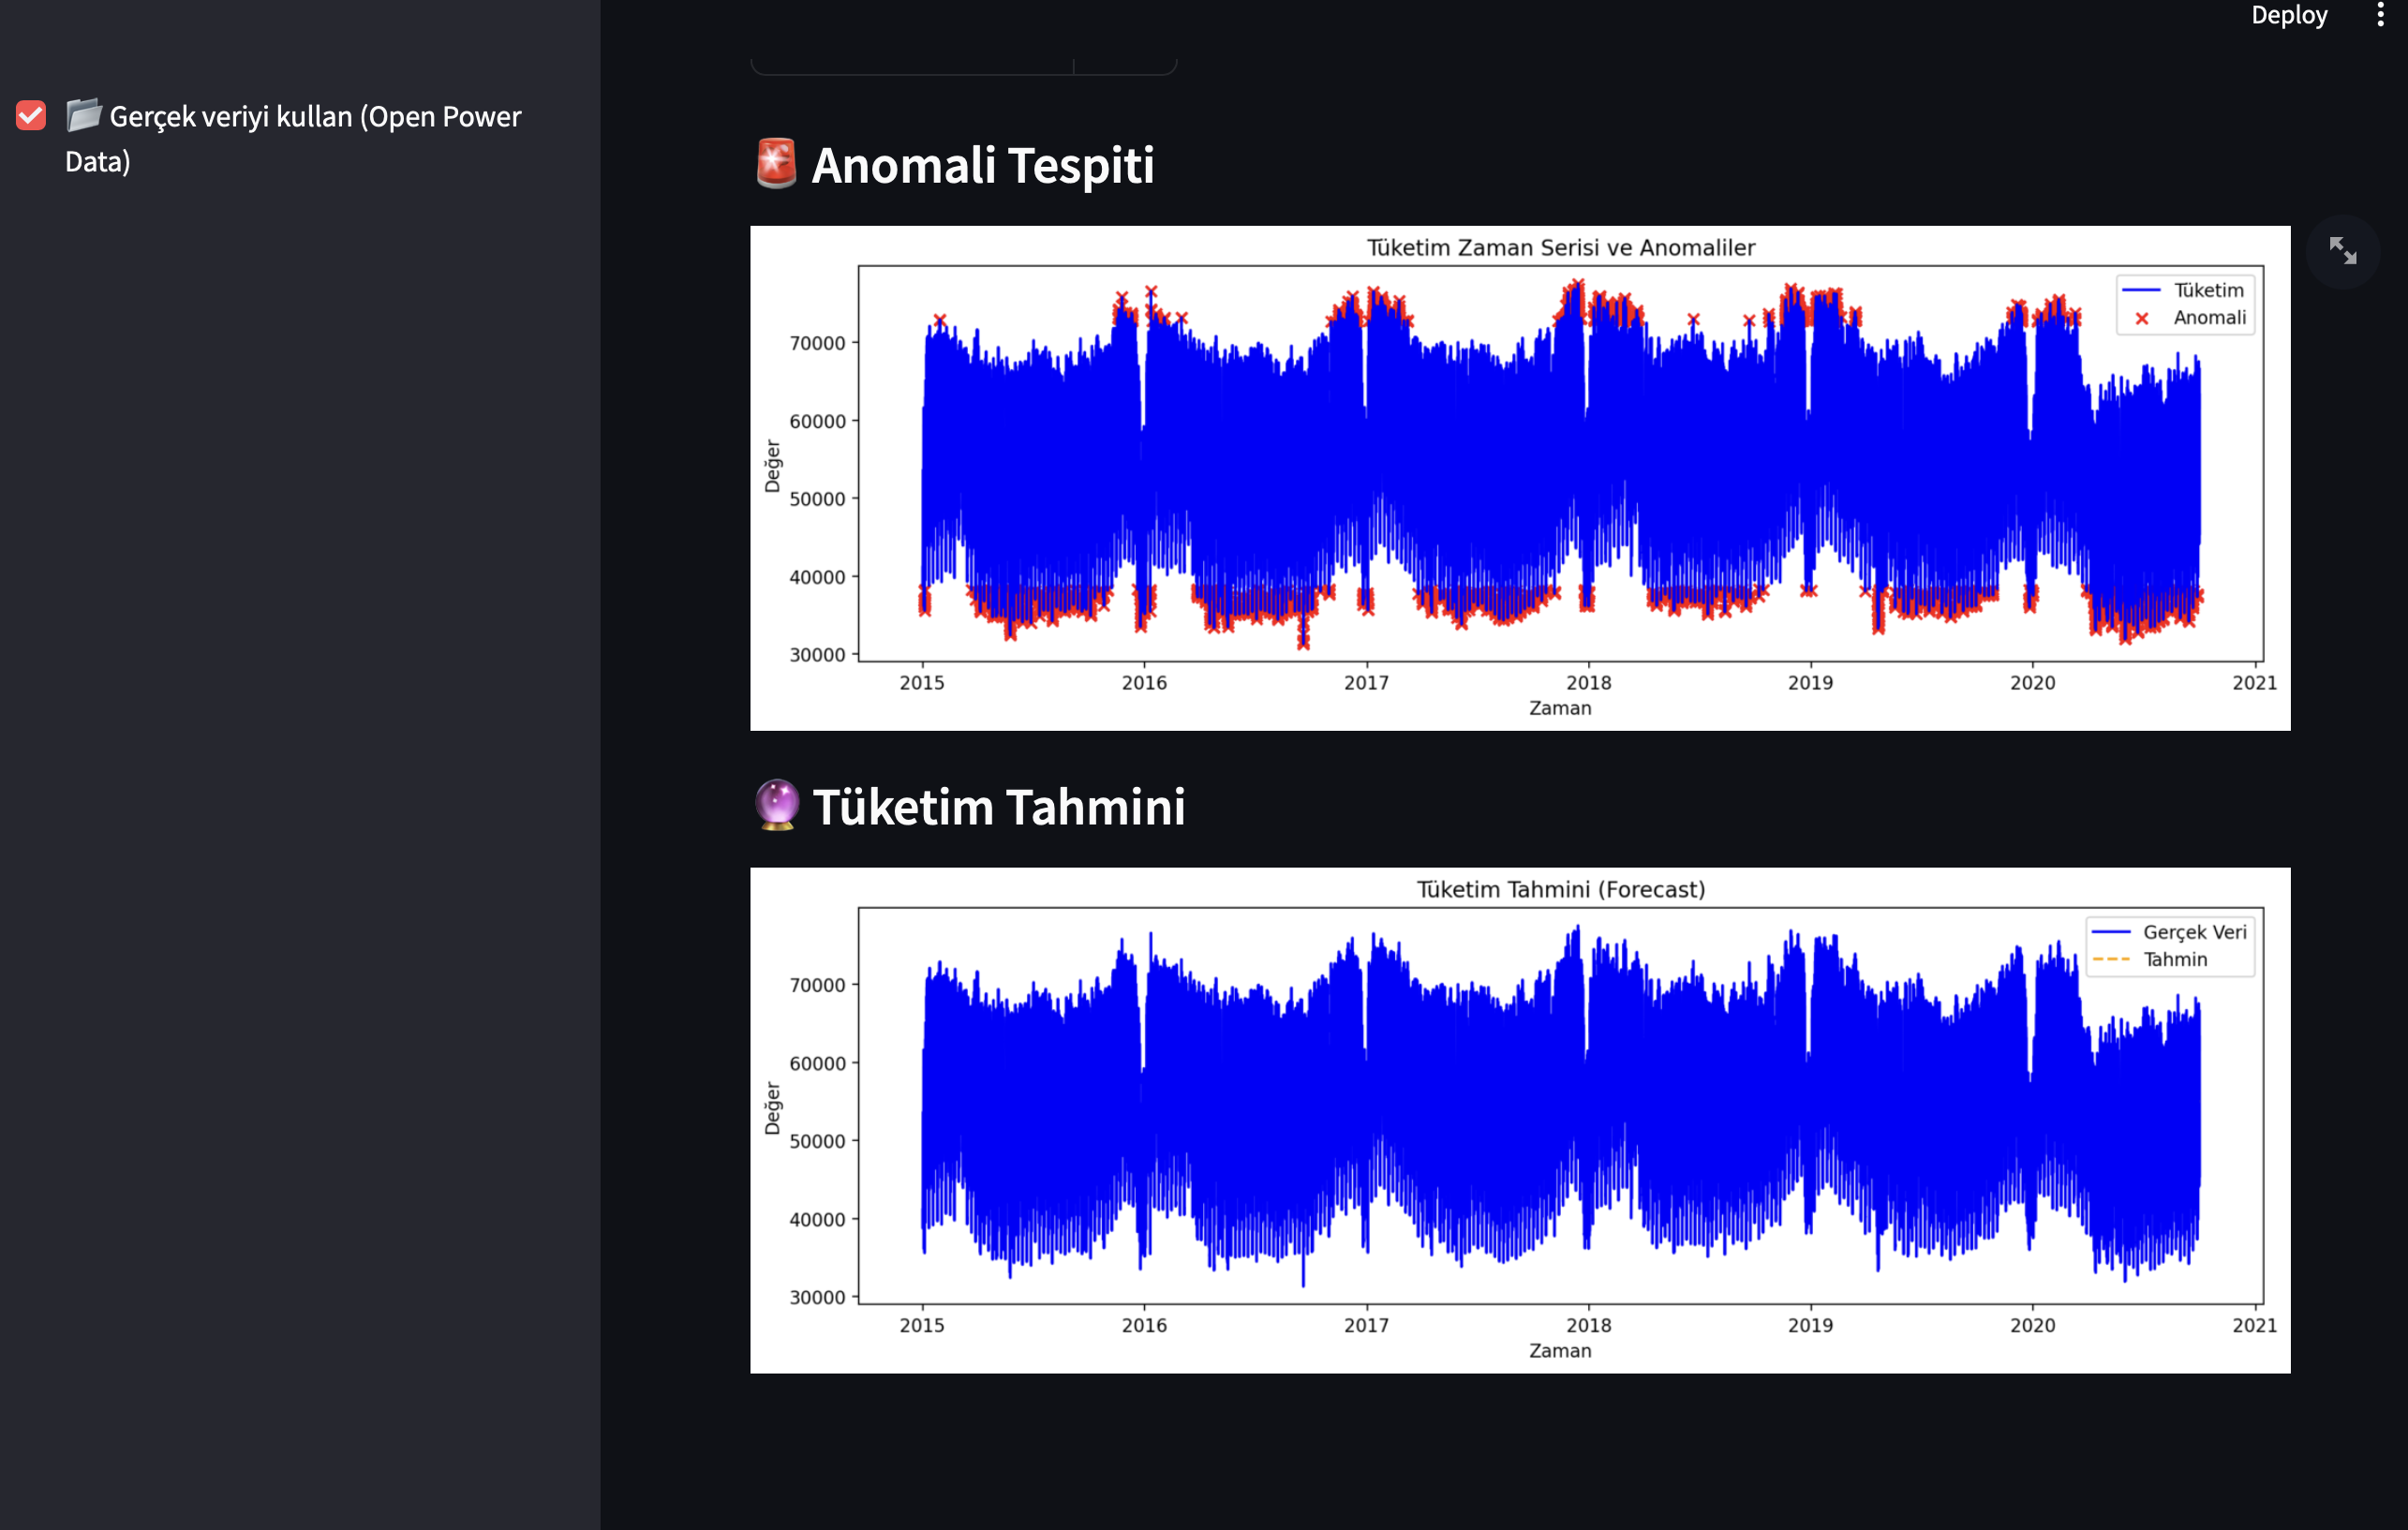 Deploy
Gerçek veriyi kullan (Open Power
Data)
Anomali Tespiti
Tüketim Zaman Serisi ve Anomaliler
Tüketim
Anomali
70000
60000
50000
40000
30000
Değer
2015 2016 2017 2018 2019 2020 2021
Zaman
Tüketim Tahmini
Tüketim Tahmini (Forecast)
Gerçek Veri
Tahmin
70000
60000
50000
40000
30000
Değer
2015 2016 2017 2018 2019 2020 2021
Zaman